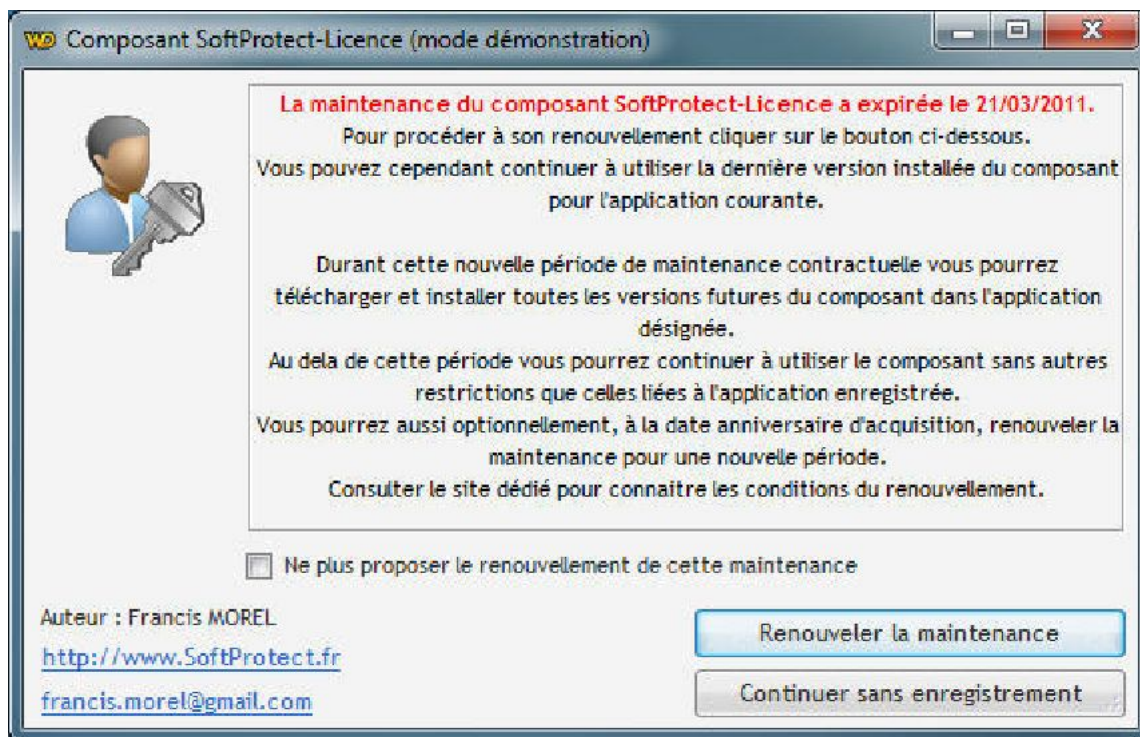 WD Composant SoftProtect-Licence (mode démonstration)
La maintenance du composant SoftProtect-Licence a expirée le 21/03/2011.
Pour procéder à son renouvellement cliquer sur le bouton ci-dessous.
Vous pouvez cependant continuer à utiliser la dernière version installée du composant
pour l'application courante.
Durant cette nouvelle période de maintenance contractuelle vous pourrez
télécharger et installer toutes les versions futures du composant dans l'application
désignée.
Au dela de cette période vous pourrez continuer à utiliser le composant sans autres
restrictions que celles liées à l'application enregistrée.
Vous pourrez aussi optionnellement, à la date anniversaire d'acquisition, renouveler la
maintenance pour une nouvelle période.
Consulter le site dédié pour connaitre les conditions du renouvellement.
Ne plus proposer le renouvellement de cette maintenance
Auteur : Francis MOREL
http://www.SoftProtect.fr
francis.morel@gmail.com
Renouveler la maintenance
Continuer sans enregistrement